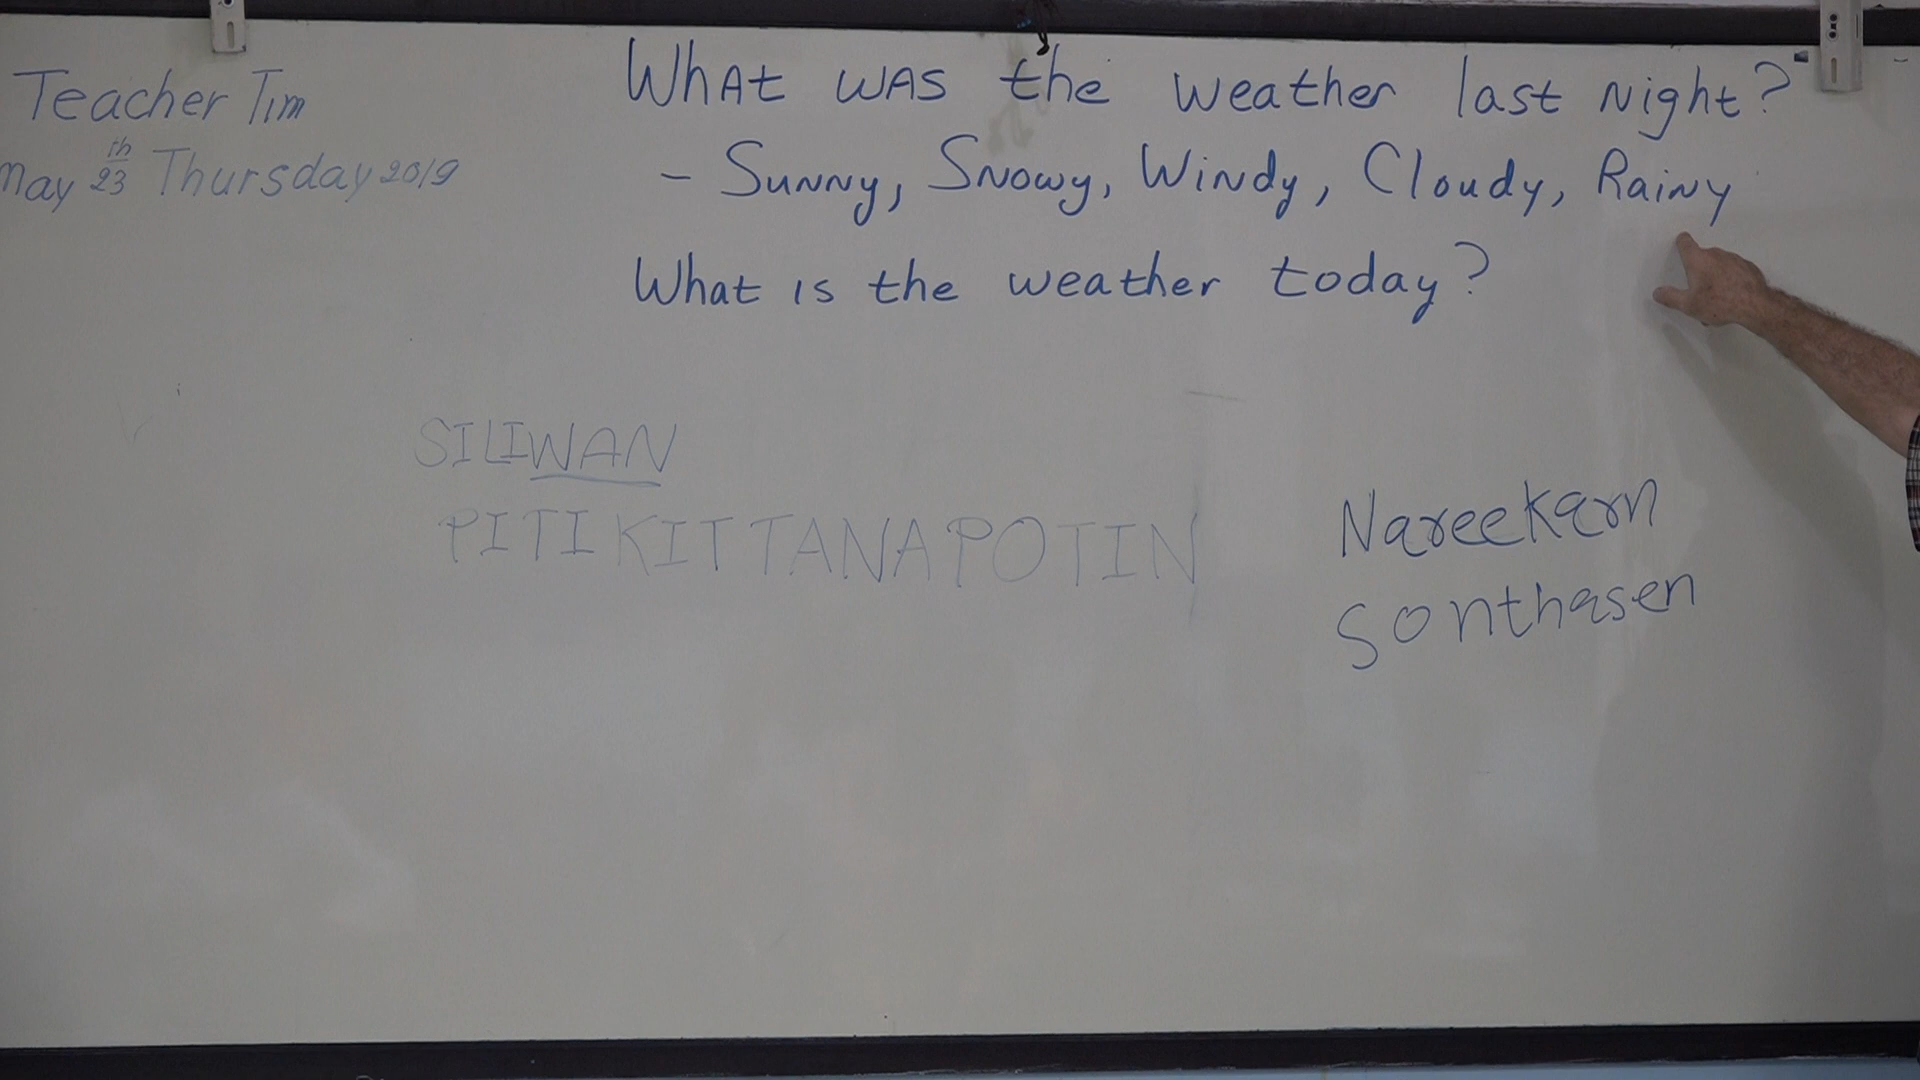 Teacher Tim
May 23th Thursday 2019
What was the weather last night?
- Sunny, Snowy, Windy, Cloudy, Rainy
What is the weather today?
SILIWAN
PITIKITTANAPOTIN
Nareekarn
Sonthasen